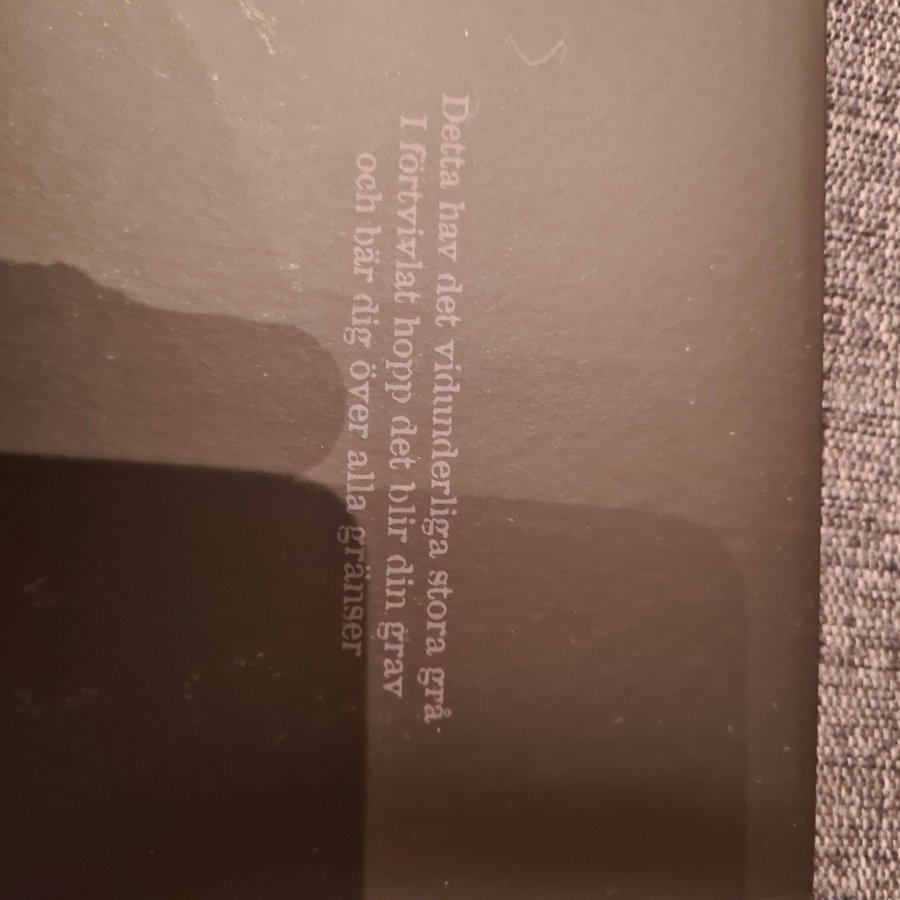 Detta hav det vidunderliga stora grå
I förtvivlat hopp det blir din grav
och bär dig över alla gränser